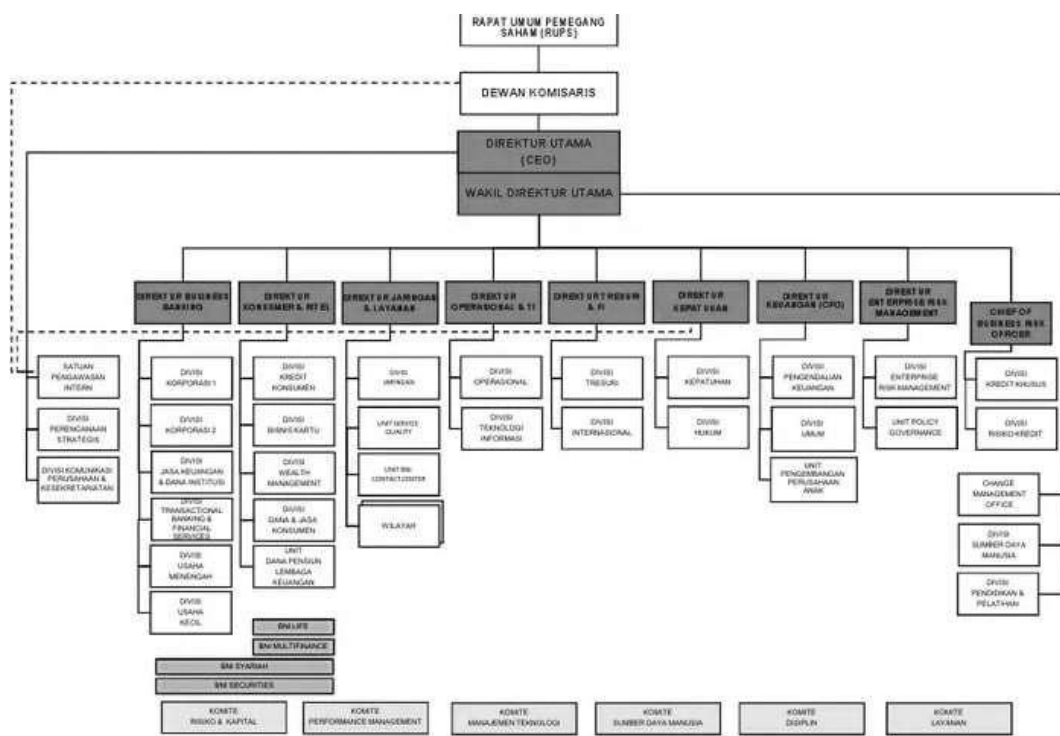 RAPAT UMUM PEMEGANG
SAHAM (RUPS)
DEWAN KOMISARIS
DIREKTUR UTAMA
(CEO)
WAKIL DIREKTUR UTAMA
DIREKTUR BUSINESS
BANKING
DIREKTUR
KONSUMER & RITEL
DIREKTUR JARINGAN
& LAYANAN
DIREKTUR
OPERASIONAL & TI
DIREKTUR TRESURI
& FI
DIREKTUR
KEPATUHAN
DIREKTUR
KEUANGAN (CFO)
DIREKTUR
ENTERPRISE RISK
MANAGEMENT
CHIEF OF
BUSINESS RISK
OFFICER
SATUAN
PENGAWASAN
INTERN
DIVISI
PERENCANAAN
STRATEGIS
DIVISI KOMUNIKASI
PERUSAHAAN &
KESEKRETARIATAN
DIVISI
KORPORASI 1
DIVISI
KORPORASI 2
DIVISI
JASA KEUANGAN
& DANA INSTITUSI
DIVISI
TRANSACTIONAL
BANKING &
FINANCIAL
SERVICES
DIVISI
USAHA
MENENGAH
DIVISI
USAHA
KECIL
DIVISI
KREDIT
KONSUMEN
DIVISI
BISNIS KARTU
DIVISI
WEALTH
MANAGEMENT
DIVISI
DANA & JASA
KONSUMEN
UNIT
DANA PENSIUN
LEMBAGA
KEUANGAN
DIVISI
JARINGAN
UNIT SERVICE
QUALITY
UNIT BNI
CONTACT CENTER
WILAYAH
DIVISI
OPERASIONAL
DIVISI
TEKNOLOGI
INFORMASI
DIVISI
TRESURI
DIVISI
INTERNASIONAL
DIVISI
KEPATUHAN
DIVISI
HUKUM
DIVISI
PENGENDALIAN
KEUANGAN
DIVISI
UMUM
UNIT
PENGEMBANGAN
PERUSAHAAN
ANAK
DIVISI
ENTERPRISE
RISK MANAGEMENT
UNIT POLICY
GOVERNANCE
DIVISI
KREDIT KHUSUS
DIVISI
RISIKO KREDIT
CHANGE
MANAGEMENT
OFFICE
DIVISI
SUMBER DAYA
MANUSIA
DIVISI
PENDIDIKAN &
PELATIHAN
BNI LIFE
BNI MULTIFINANCE
BNI SYARIAH
BNI SECURITIES
KOMITE
RISIKO & KAPITAL
KOMITE
PERFORMANCE MANAGEMENT
KOMITE
MANAJEMEN TEKNOLOGI
KOMITE
SUMBER DAYA MANUSIA
KOMITE
DISIPLIN
KOMITE
LAYANAN